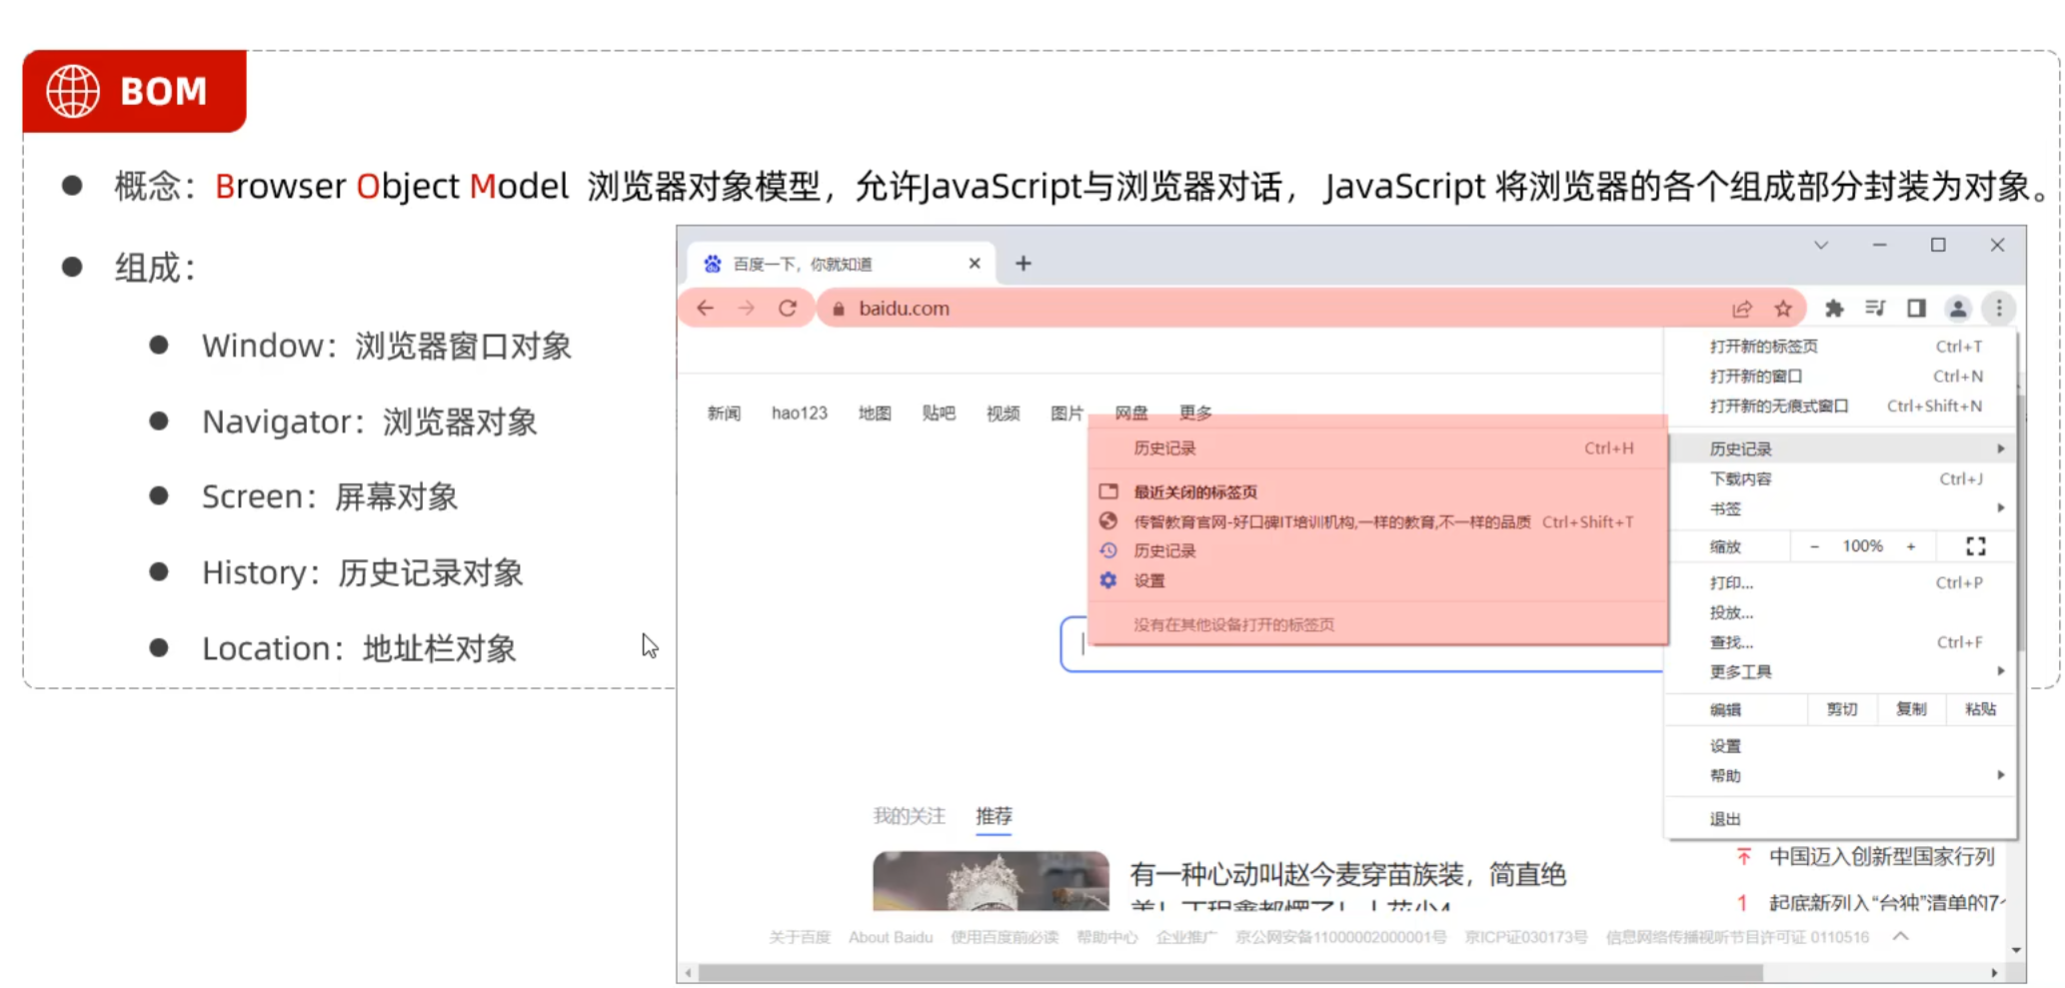 BOM
概念：Browser Object Model 浏览器对象模型，允许JavaScript与浏览器对话， JavaScript 将浏览器的各个组成部分封装为对象。
组成：
Window：浏览器窗口对象
Navigator：浏览器对象
Screen：屏幕对象
History：历史记录对象
Location：地址栏对象
百度一下，你就知道
baidu.com
新闻 hao123 地图 贴吧 视频 图片 网盘 更多
历史记录 Ctrl+H
最近关闭的标签页
传智教育官网-好口碑IT培训机构,一样的教育,不一样的品质 Ctrl+Shift+T
历史记录
设置
没有在其他设备打开的标签页
打开新的标签页 Ctrl+T
打开新的窗口 Ctrl+N
打开新的无痕式窗口 Ctrl+Shift+N
历史记录
下载内容 Ctrl+J
书签
缩放 - 100% +
打印... Ctrl+P
投放...
查找... Ctrl+F
更多工具
编辑 剪切 复制 粘贴
设置
帮助
退出
我的关注 推荐
有一种心动叫赵今麦穿苗族装，简直绝
中国迈入创新型国家行列
1 起底新列入“台独”清单的7
关于百度 About Baidu 使用百度前必读 帮助中心 企业推广 京公网安备11000002000001号 京ICP证030173号 信息网络传播视听节目许可证 0110516